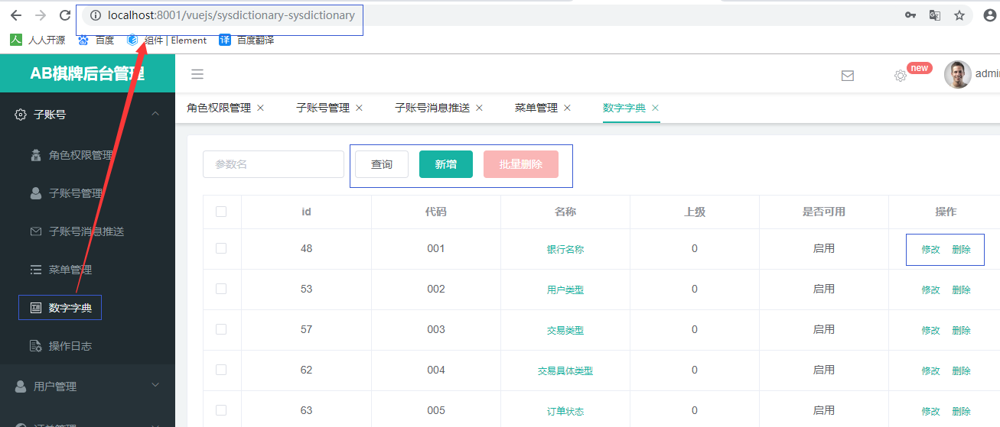 localhost:8001/vuejs/sysdictionary-sysdictionary
人 人人开源 百度 组件 | Element 译 百度翻译
AB棋牌后台管理 new admin
角色权限管理 子账号管理 子账号消息推送 菜单管理 数字字典
子账号
角色权限管理
子账号管理
子账号消息推送
菜单管理
数字字典
操作日志
用户管理
参数名 查询 新增 批量删除
id 代码 名称 上级 是否可用 操作
48 001 银行名称 0 启用 修改 删除
53 002 用户类型 0 启用 修改 删除
57 003 交易类型 0 启用 修改 删除
62 004 交易具体类型 0 启用 修改 删除
63 005 订单状态 0 启用 修改 删除